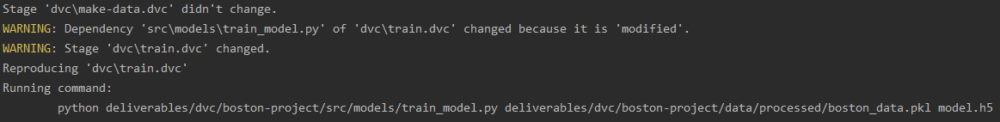 Stage 'dvc\make-data.dvc' didn't change.
WARNING: Dependency 'src\models\train_model.py' of 'dvc\train.dvc' changed because it is 'modified'.
WARNING: Stage 'dvc\train.dvc' changed.
Reproducing 'dvc\train.dvc'
Running command:
python deliverables/dvc/boston-project/src/models/train_model.py deliverables/dvc/boston-project/data/processed/boston_data.pkl model.h5